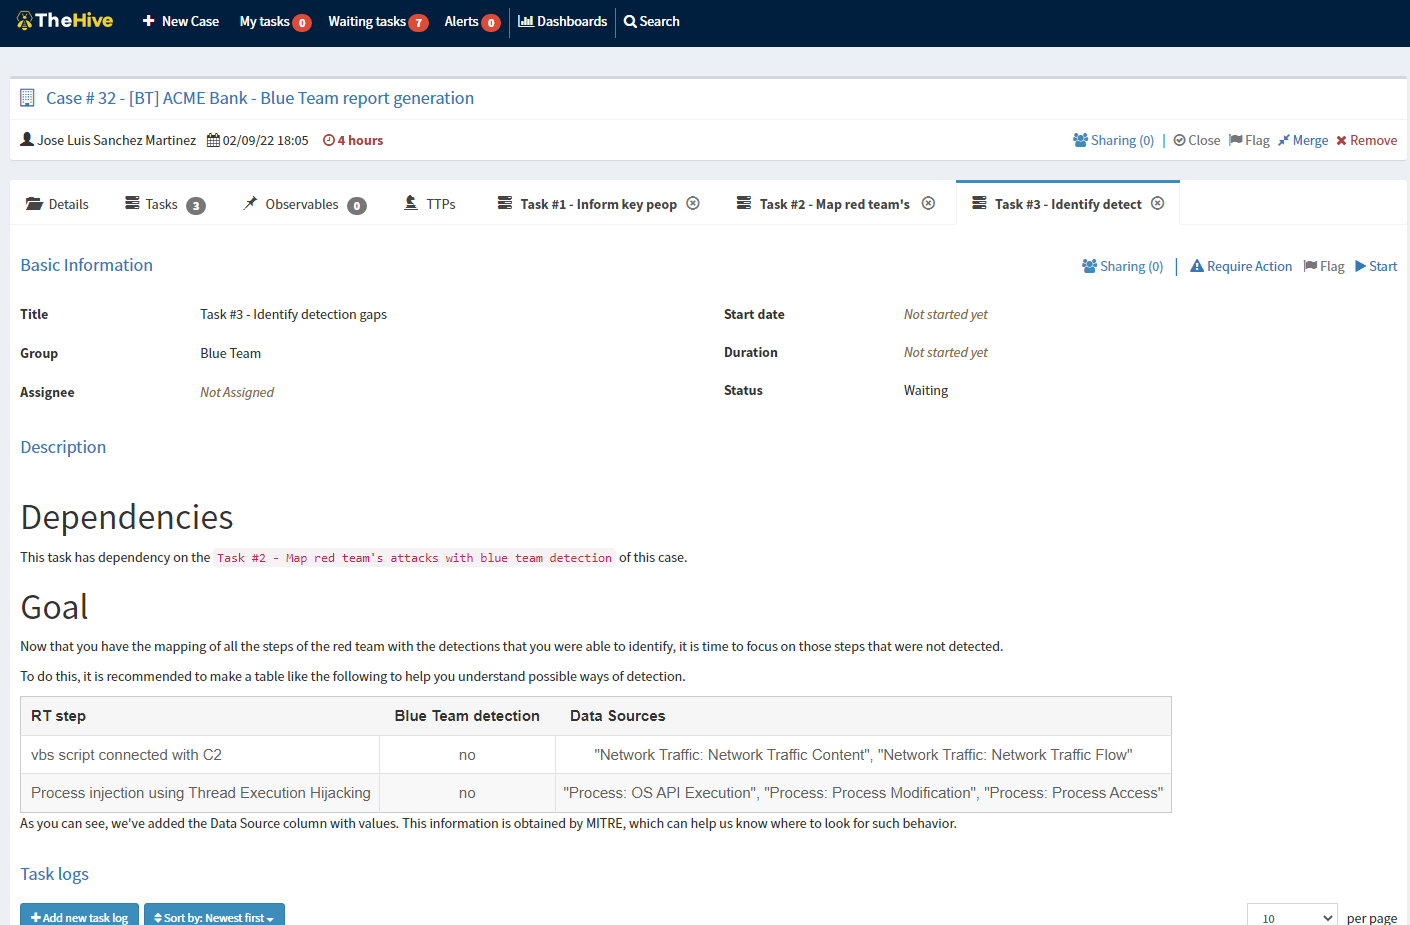 TheHive + New Case My tasks 0 Waiting tasks 7 Alerts 0 Dashboards Search
Case # 32 - [BT] ACME Bank - Blue Team report generation
Jose Luis Sanchez Martinez 02/09/22 18:05 4 hours Sharing (0) | Close Flag Merge Remove
Details Tasks 3 Observables 0 TTPs Task #1 - Inform key peop Task #2 - Map red team's Task #3 - Identify detect
Basic Information Sharing (0) | Require Action Flag Start
Title Task #3 - Identify detection gaps Start date Not started yet
Group Blue Team Duration Not started yet
Assignee Not Assigned Status Waiting
Description
Dependencies
This task has dependency on the Task #2 - Map red team's attacks with blue team detection of this case.
Goal
Now that you have the mapping of all the steps of the red team with the detections that you were able to identify, it is time to focus on those steps that were not detected.
To do this, it is recommended to make a table like the following to help you understand possible ways of detection.
RT step Blue Team detection Data Sources
vbs script connected with C2 no "Network Traffic: Network Traffic Content", "Network Traffic: Network Traffic Flow"
Process injection using Thread Execution Hijacking no "Process: OS API Execution", "Process: Process Modification", "Process: Process Access"
As you can see, we've added the Data Source column with values. This information is obtained by MITRE, which can help us know where to look for such behavior.
Task logs
+ Add new task log Sort by: Newest first 10 per page